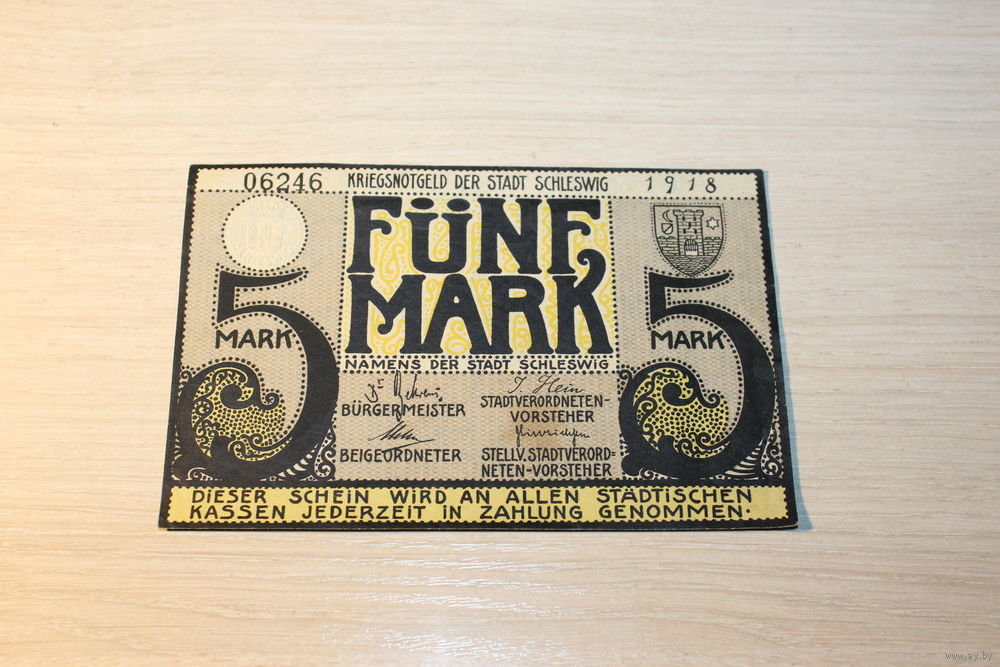 06246 KRiEGSNOTGELD DER STADT SCHLESWIG 1918
FÜNF
MARK
5 MARK
5 MARK
NAMENS DER STADT SCHLESWIG
BÜRGERMEISTER
J. Hein
STADTVERORDNETEN-
VORSTEHER
BEIGEORDNETER
STELLV. STADTVERORD=
NETEN-VORSTEHER
DIESER SCHEIN WiRD AN ALLEN STÄDTiSCHEN
KASSEN JEDERZEIT IN ZAHLUNG GENOMMEN·
www.ay.by